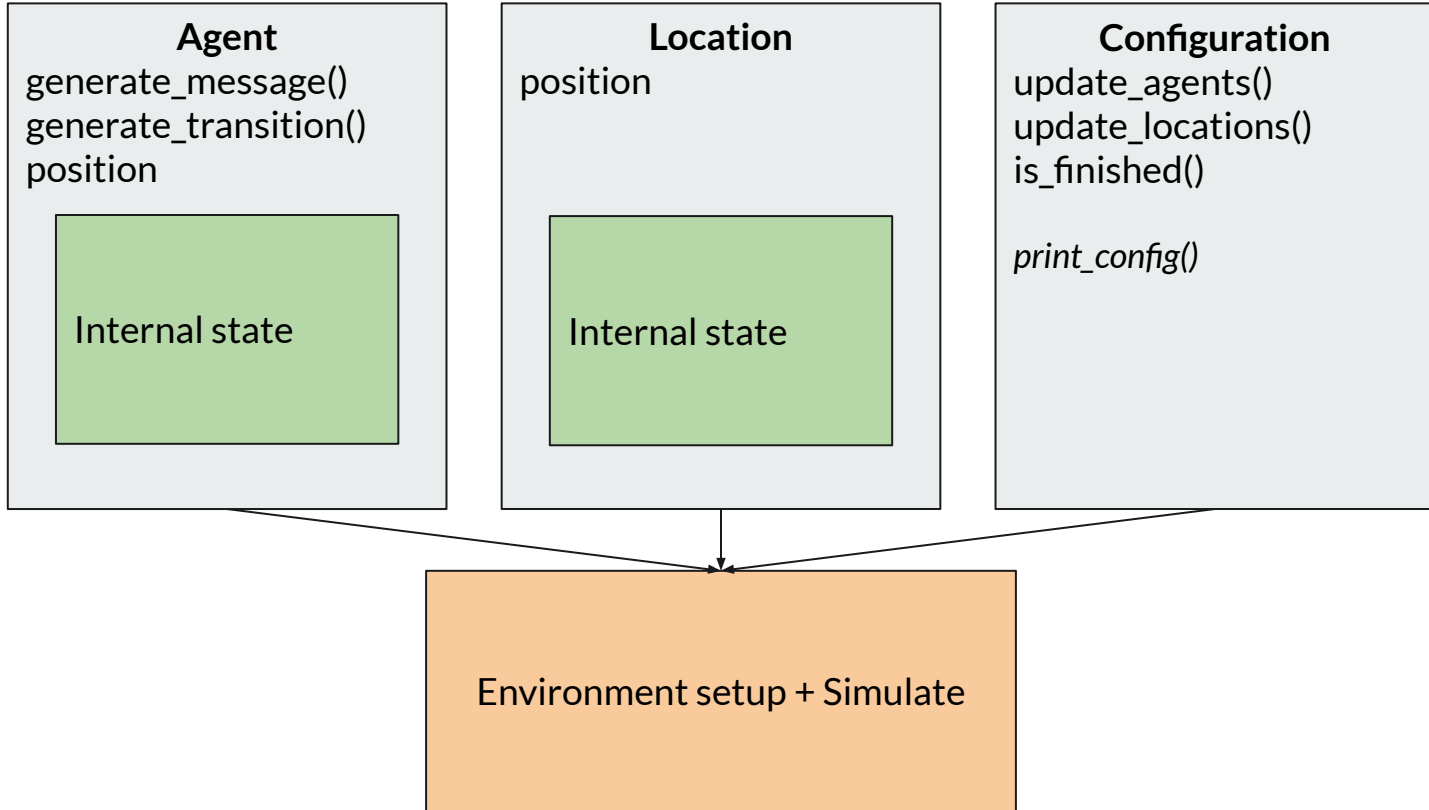 Agent
generate_message()
generate_transition()
position
Internal state
Location
position
Internal state
Configuration
update_agents()
update_locations()
is_finished()
print_config()
Environment setup + Simulate